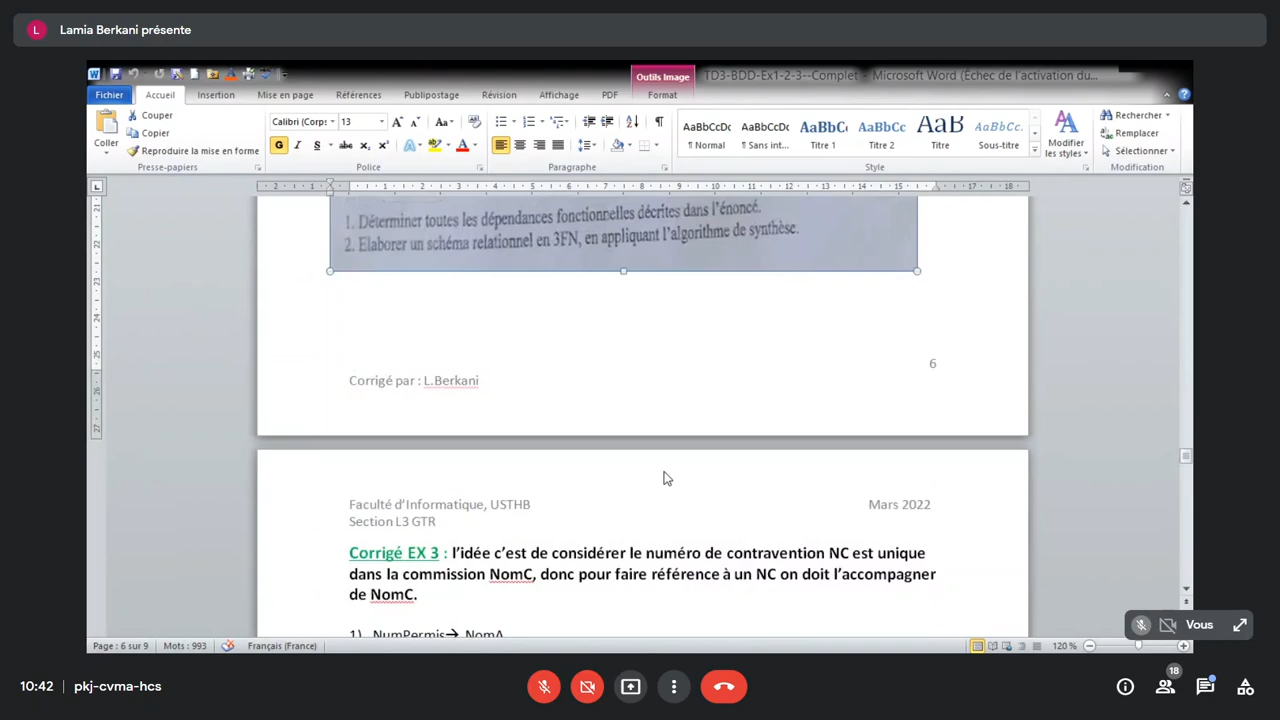 L Lamia Berkani présente
TD3-BDD-Ex1-2-3--Complet - Microsoft Word (Échec de l'activation du...
Outils Image
Fichier Accueil Insertion Mise en page Références Publipostage Révision Affichage PDF Format
Coller
Couper
Copier
Reproduire la mise en forme
Presse-papiers
Calibri (Corps 13
Police
Paragraphe
AaBbCcDc AaBbCcDc AaBbC AaBbCc AaB AaBbCc.
¶ Normal ¶ Sans int... Titre 1 Titre 2 Titre Sous-titre
Modifier les styles
Style
Rechercher
Remplacer
Sélectionner
Modification
1. Déterminer toutes les dépendances fonctionnelles décrites dans l'énoncé.
2. Elaborer un schéma relationnel en 3FN, en appliquant l'algorithme de synthèse.
6
Corrigé par : L.Berkani
Faculté d'Informatique, USTHB Mars 2022
Section L3 GTR
Corrigé EX 3 : l'idée c'est de considérer le numéro de contravention NC est unique
dans la commission NomC, donc pour faire référence à un NC on doit l'accompagner
de NomC.
1) NumPermis→ NomA
Page : 6 sur 9 Mots : 993 Français (France) 120 %
Vous
10:42 pkj-cvma-hcs
18